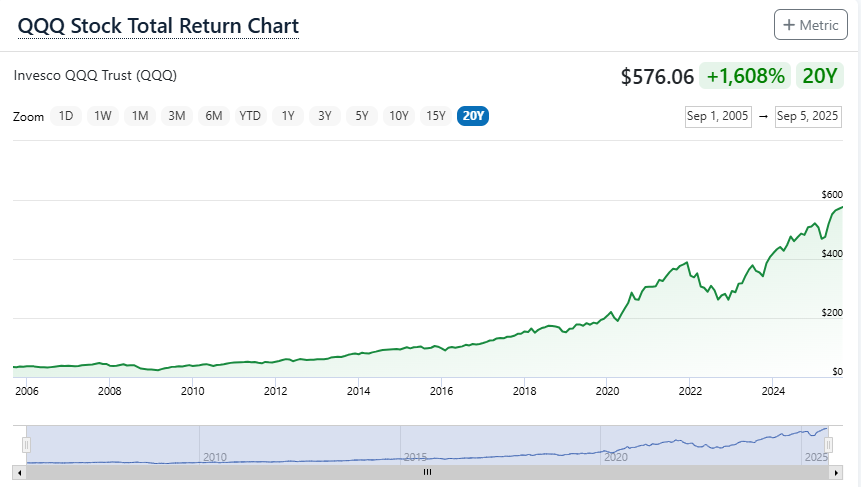 QQQ Stock Total Return Chart
+ Metric
Invesco QQQ Trust (QQQ)
$576.06 +1,608% 20Y
Zoom 1D 1W 1M 3M 6M YTD 1Y 3Y 5Y 10Y 15Y 20Y
Sep 1, 2005 → Sep 5, 2025
$600
$400
$200
$0
2006 2008 2010 2012 2014 2016 2018 2020 2022 2024
2010 2015 2020 2025